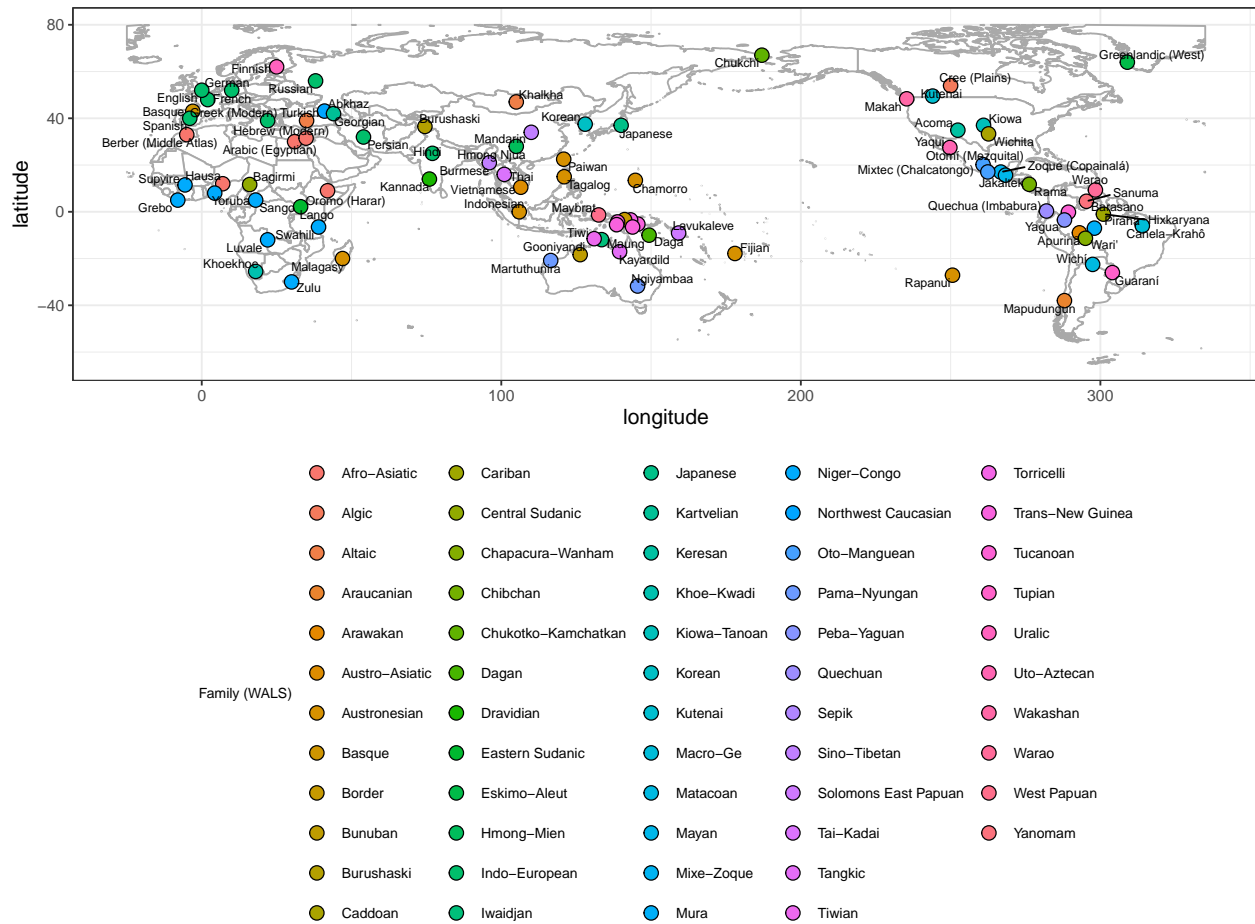 80
40
0
−40
latitude
0
100
200
300
longitude
Finnish
German
Russian
English
French
Basque
Greek (Modern)
Turkish
Abkhaz
Spanish
Georgian
Hebrew (Modern)
Berber (Middle Atlas)
Arabic (Egyptian)
Persian
Khalkha
Burushaski
Korean
Mandarin
Japanese
Hindi
Hmong Njua
Burmese
Thai
Paiwan
Kannada
Vietnamese
Tagalog
Chamorro
Indonesian
Maybrat
Supyire
Hausa
Bagirmi
Grebo
Yoruba
Sango
Oromo (Harar)
Lango
Swahili
Luvale
Khoekhoe
Malagasy
Zulu
Tiwi
Maung
Daga
Lavukaleve
Gooniyandi
Kayardild
Martuthunira
Ngiyambaa
Fijian
Chukchi
Greenlandic (West)
Cree (Plains)
Kutenai
Makah
Acoma
Kiowa
Wichita
Yaqui
Otomi (Mezquital)
Mixtec (Chalcatongo)
Zoque (Copainalá)
Jakaltek
Warao
Rama
Sanuma
Quechua (Imbabura)
Barasano
Hixkaryana
Yagua
Pirahã
Canela−Krahô
Apurinã
Wari'
Wichí
Guaraní
Rapanui
Mapudungun
Family (WALS)
Afro−Asiatic
Algic
Altaic
Araucanian
Arawakan
Austro−Asiatic
Austronesian
Basque
Border
Bunuban
Burushaski
Caddoan
Cariban
Central Sudanic
Chapacura−Wanham
Chibchan
Chukotko−Kamchatkan
Dagan
Dravidian
Eastern Sudanic
Eskimo−Aleut
Hmong−Mien
Indo−European
Iwaidjan
Japanese
Kartvelian
Keresan
Khoe−Kwadi
Kiowa−Tanoan
Korean
Kutenai
Macro−Ge
Matacoan
Mayan
Mixe−Zoque
Mura
Niger−Congo
Northwest Caucasian
Oto−Manguean
Pama−Nyungan
Peba−Yaguan
Quechuan
Sepik
Sino−Tibetan
Solomons East Papuan
Tai−Kadai
Tangkic
Tiwian
Torricelli
Trans−New Guinea
Tucanoan
Tupian
Uralic
Uto−Aztecan
Wakashan
Warao
West Papuan
Yanomam